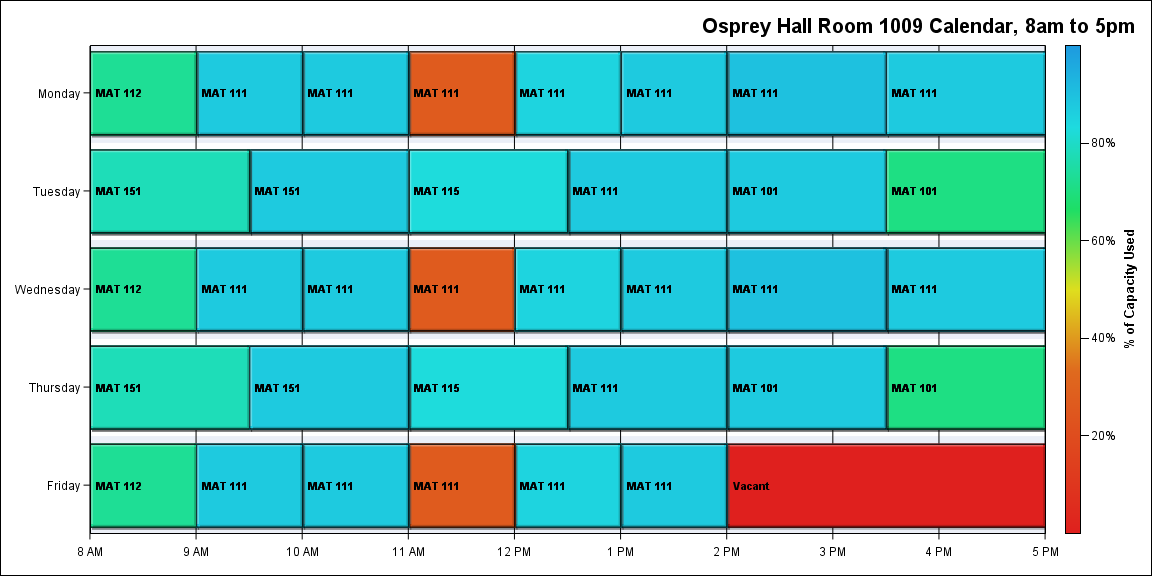 Osprey Hall Room 1009 Calendar, 8am to 5pm
Monday
MAT 112
MAT 111
MAT 111
MAT 111
MAT 111
MAT 111
MAT 111
MAT 111
Tuesday
MAT 151
MAT 151
MAT 115
MAT 111
MAT 101
MAT 101
Wednesday
MAT 112
MAT 111
MAT 111
MAT 111
MAT 111
MAT 111
MAT 111
MAT 111
Thursday
MAT 151
MAT 151
MAT 115
MAT 111
MAT 101
MAT 101
Friday
MAT 112
MAT 111
MAT 111
MAT 111
MAT 111
MAT 111
Vacant
8 AM
9 AM
10 AM
11 AM
12 PM
1 PM
2 PM
3 PM
4 PM
5 PM
80%
60%
40%
20%
% of Capacity Used